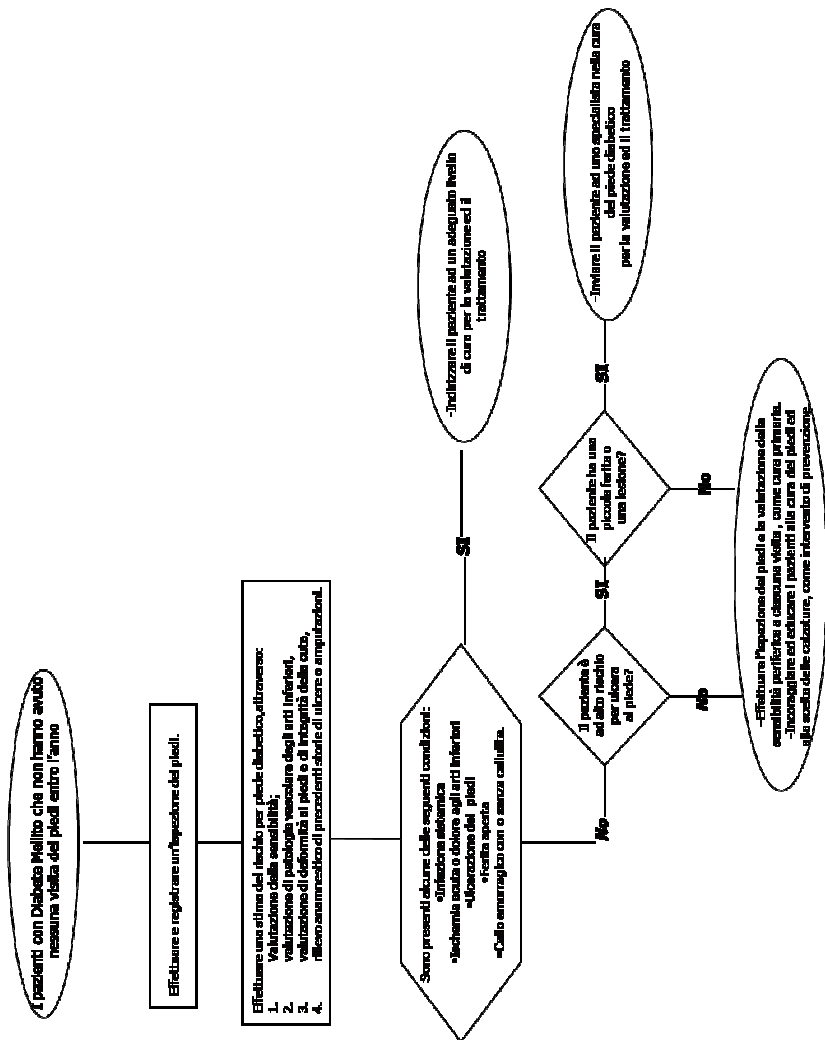 I pazienti con Diabete Mellito che non hanno avuto
nessuna visita dei piedi entro l'anno
Effettuare e registrare un'ispezione dei piedi.
Effettuare una stima del rischio per piede diabetico,attraverso:
1. Valutazione della sensibilità;
2. valutazione di patologia vascolare degli arti inferiori,
3. valutazione di deformità ai piedi e di integrità della cute,
4. rilievo anamnestico di precedenti storie di ulcere o amputazioni.
Sono presenti alcune delle seguenti condizioni:
•Infezione sistemica
•Ischemia acuta o dolore agli arti inferiori
•Ulcerazione dei piedi
•Ferita aperta
•Callo emorragico con o senza cellulite.
SI
-Indirizzare il paziente ad un adeguato livello
di cura per la valutazione ed il
trattamento
No
Il paziente è
ad alto rischio
per ulcera
al piede?
SI
Il paziente ha una
piccola ferita o
una lesione?
SI
-Inviare il paziente ad uno specialista nella cura
del piede diabetico
per la valutazione ed il trattamento
No
No
-Effettuare l'ispezione dei piedi e la valutazione della
sensibilità periferica a ciascuna visita, come cura primaria.
-Incoraggiare ed educare i pazienti alla cura dei piedi ed
alla scelta delle calzature, come intervento di prevenzione.